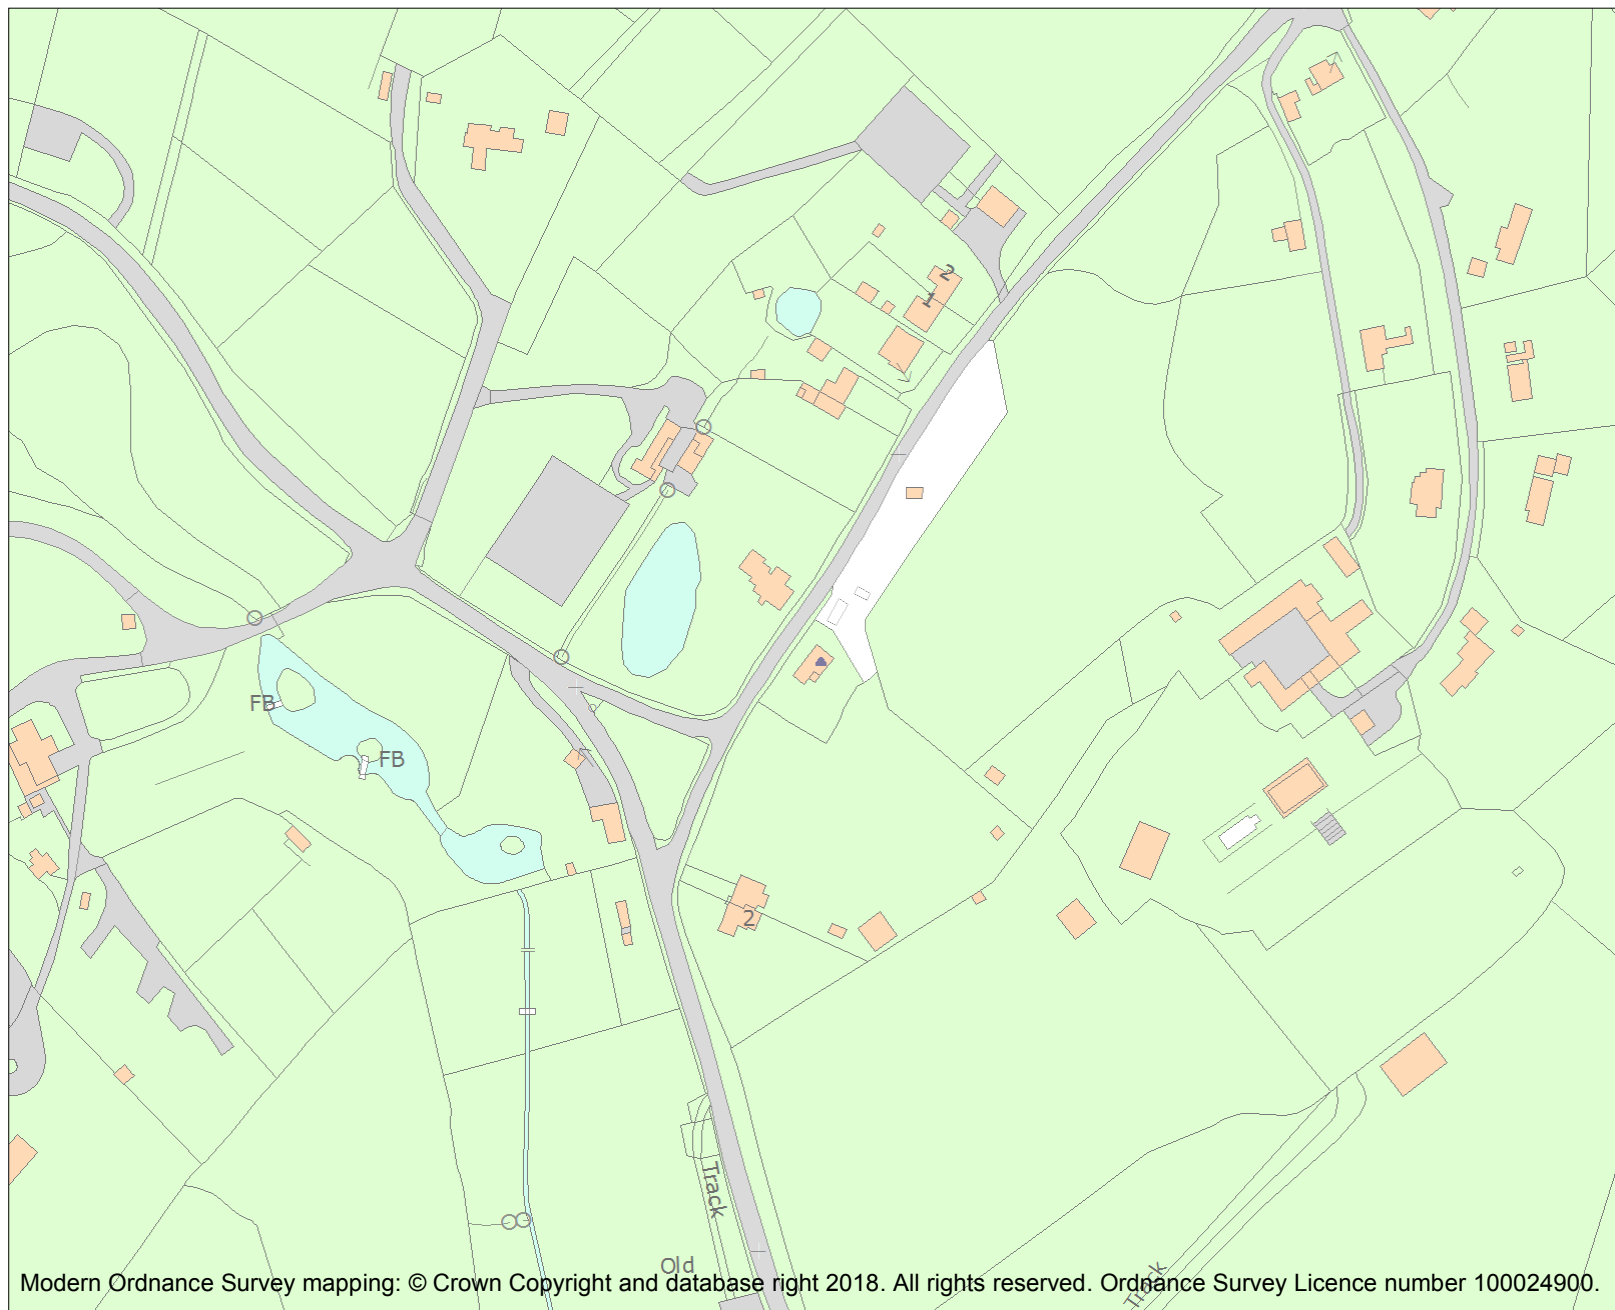 2
1
FB
FB
2
Track
Old
Track
Modern Ordnance Survey mapping: © Crown Copyright and database right 2018. All rights reserved. Ordnance Survey Licence number 100024900.